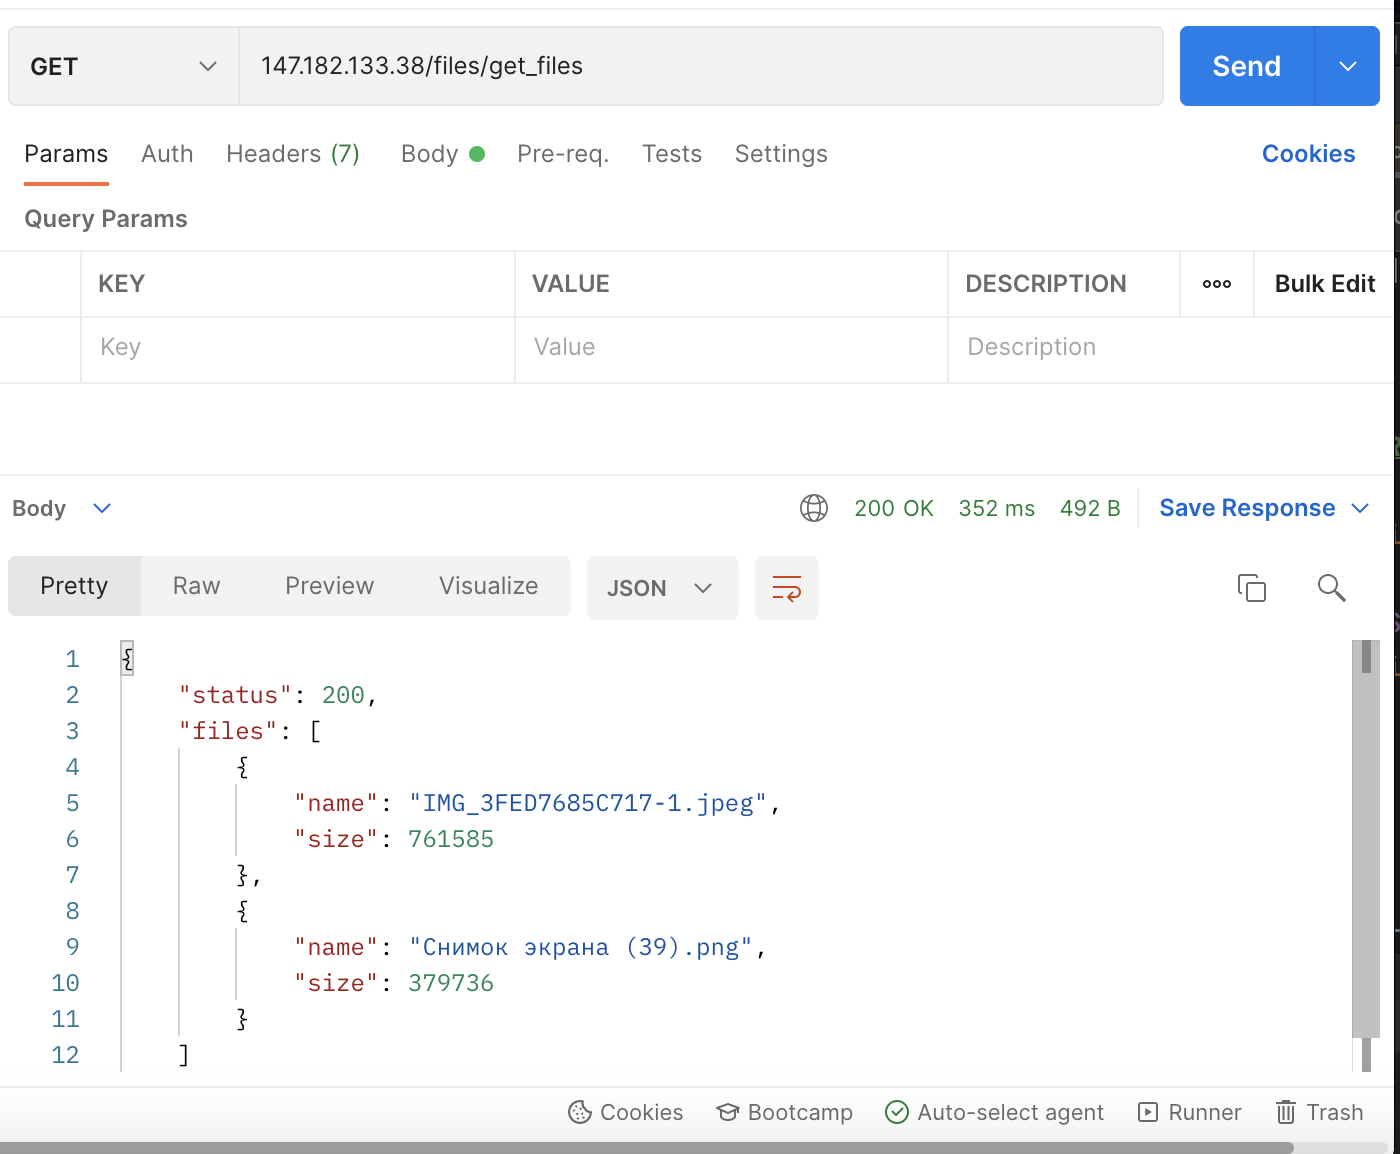 GET 147.182.133.38/files/get_files Send
Params Auth Headers (7) Body Pre-req. Tests Settings Cookies
Query Params
KEY VALUE DESCRIPTION ooo Bulk Edit
Key Value Description
Body 200 OK 352 ms 492 B Save Response
Pretty Raw Preview Visualize JSON
1 {
2 "status": 200,
3 "files": [
4 {
5 "name": "IMG_3FED7685C717-1.jpeg",
6 "size": 761585
7 },
8 {
9 "name": "Снимок экрана (39).png",
10 "size": 379736
11 }
12 ]
Cookies Bootcamp Auto-select agent Runner Trash